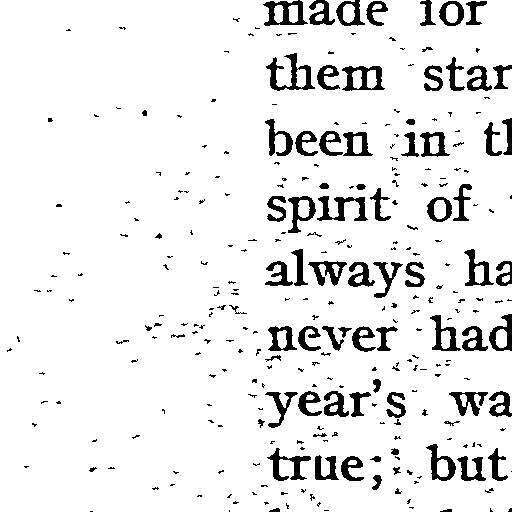 made for
them star
been in th
spirit of
always ha
never had
year's wa
true; but